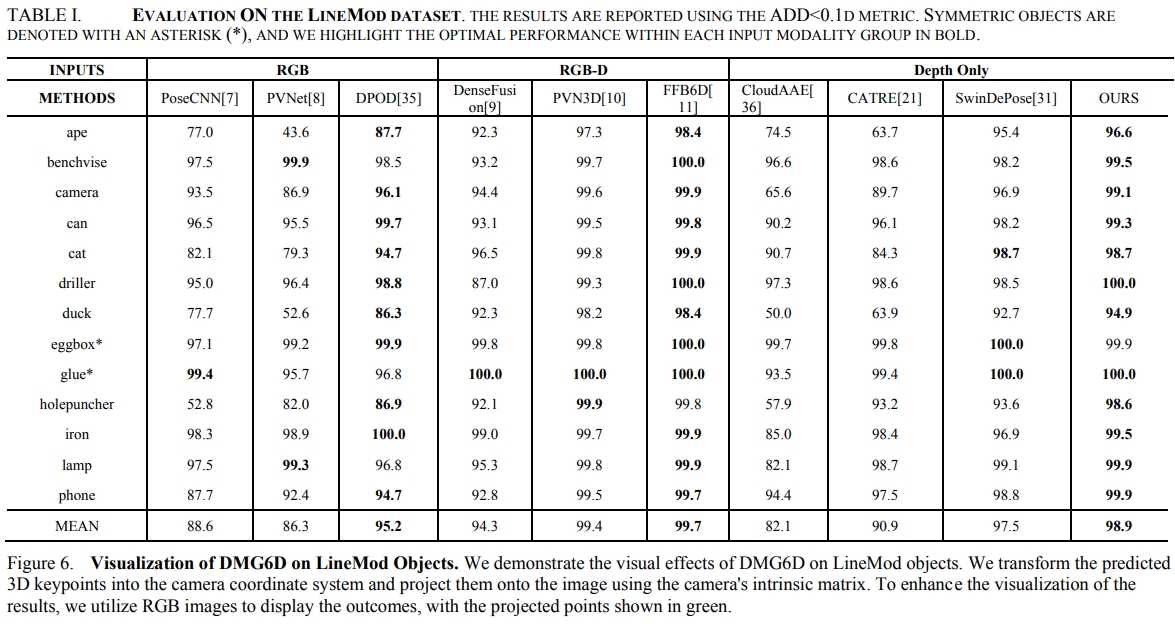 TABLE I. EVALUATION ON THE LINEMOD DATASET. THE RESULTS ARE REPORTED USING THE ADD<0.1D METRIC. SYMMETRIC OBJECTS ARE
DENOTED WITH AN ASTERISK (*), AND WE HIGHLIGHT THE OPTIMAL PERFORMANCE WITHIN EACH INPUT MODALITY GROUP IN BOLD.
INPUTS RGB RGB-D Depth Only
METHODS PoseCNN[7] PVNet[8] DPOD[35] DenseFusi on[9] PVN3D[10] FFB6D[ 11] CloudAAE[ 36] CATRE[21] SwinDePose[31] OURS
ape 77.0 43.6 87.7 92.3 97.3 98.4 74.5 63.7 95.4 96.6
benchvise 97.5 99.9 98.5 93.2 99.7 100.0 96.6 98.6 98.2 99.5
camera 93.5 86.9 96.1 94.4 99.6 99.9 65.6 89.7 96.9 99.1
can 96.5 95.5 99.7 93.1 99.5 99.8 90.2 96.1 98.2 99.3
cat 82.1 79.3 94.7 96.5 99.8 99.9 90.7 84.3 98.7 98.7
driller 95.0 96.4 98.8 87.0 99.3 100.0 97.3 98.6 98.5 100.0
duck 77.7 52.6 86.3 92.3 98.2 98.4 50.0 63.9 92.7 94.9
eggbox* 97.1 99.2 99.9 99.8 99.8 100.0 99.7 99.8 100.0 99.9
glue* 99.4 95.7 96.8 100.0 100.0 100.0 93.5 99.4 100.0 100.0
holepuncher 52.8 82.0 86.9 92.1 99.9 99.8 57.9 93.2 93.6 98.6
iron 98.3 98.9 100.0 99.0 99.7 99.9 85.0 98.4 96.9 99.5
lamp 97.5 99.3 96.8 95.3 99.8 99.9 82.1 98.7 99.1 99.9
phone 87.7 92.4 94.7 92.8 99.5 99.7 94.4 97.5 98.8 99.9
MEAN 88.6 86.3 95.2 94.3 99.4 99.7 82.1 90.9 97.5 98.9
Figure 6. Visualization of DMG6D on LineMod Objects. We demonstrate the visual effects of DMG6D on LineMod objects. We transform the predicted
3D keypoints into the camera coordinate system and project them onto the image using the camera's intrinsic matrix. To enhance the visualization of the
results, we utilize RGB images to display the outcomes, with the projected points shown in green.